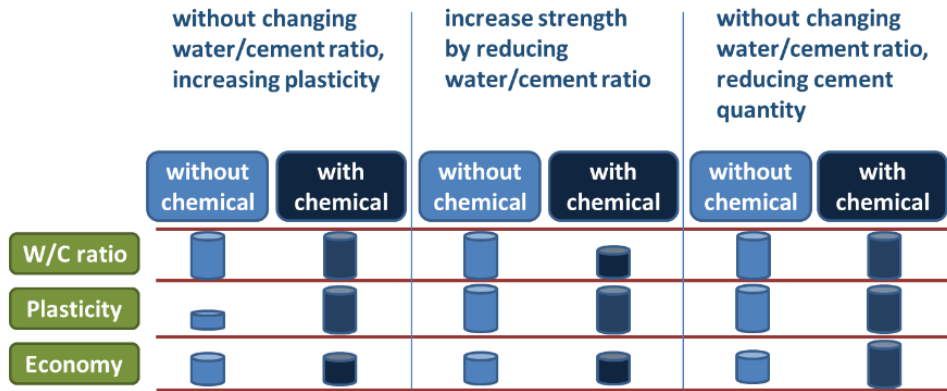 without changing
water/cement ratio,
increasing plasticity
increase strength
by reducing
water/cement ratio
without changing
water/cement ratio,
reducing cement
quantity
without
chemical
with
chemical
without
chemical
with
chemical
without
chemical
with
chemical
W/C ratio
Plasticity
Economy